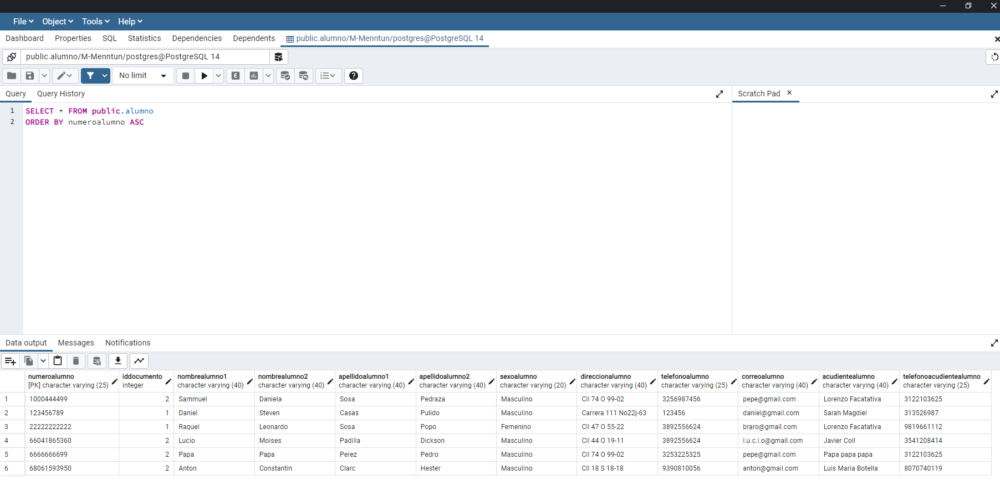 File Object Tools Help
Dashboard Properties SQL Statistics Dependencies Dependents public.alumno/M-Menntun/postgres@PostgreSQL 14
public.alumno/M-Menntun/postgres@PostgreSQL 14
No limit E
Query Query History Scratch Pad
1 SELECT * FROM public.alumno
2 ORDER BY numeroalumno ASC
Data output Messages Notifications
numeroalumno iddocumento nombrealumno1 nombrealumno2 apellidoalumno1 apellidoalumno2 sexoalumno direccionalumno telefonoalumno correoalumno acudientealumno telefonoacudientealumno
[PK] character varying (25) integer character varying (40) character varying (40) character varying (40) character varying (40) character varying (20) character varying (40) character varying (25) character varying (40) character varying (40) character varying (25)
1 1000444499 2 Sammuel Daniela Sosa Pedraza Masculino Cll 74 O 99-02 3256987456 pepe@gmail.com Lorenzo Facatativa 3122103625
2 123456789 1 Daniel Steven Casas Pulido Masculino Carrera 111 No22j-63 123456 daniel@gmail.com Sarah Magdiel 313526987
3 22222222222 1 Raquel Leonardo Sosa Popo Femenino Cll 47 O 55-22 3892556624 braro@gmail.com Lorenzo Facatativa 9819661112
4 66041865360 2 Lucio Moises Padilla Dickson Masculino Cll 44 O 19-11 3892556624 l.u.c.i.o@gmail.com Javier Coll 3541208414
5 6666666699 2 Papa Papa Perez Pedro Masculino Cll 74 O 99-02 3253225325 pepe@gmail.com Papa papa papa 3122103625
6 68061593950 2 Anton Constantin Clarc Hester Masculino Cll 18 S 18-18 9390810056 anton@gmail.com Luis Maria Botella 8070740119